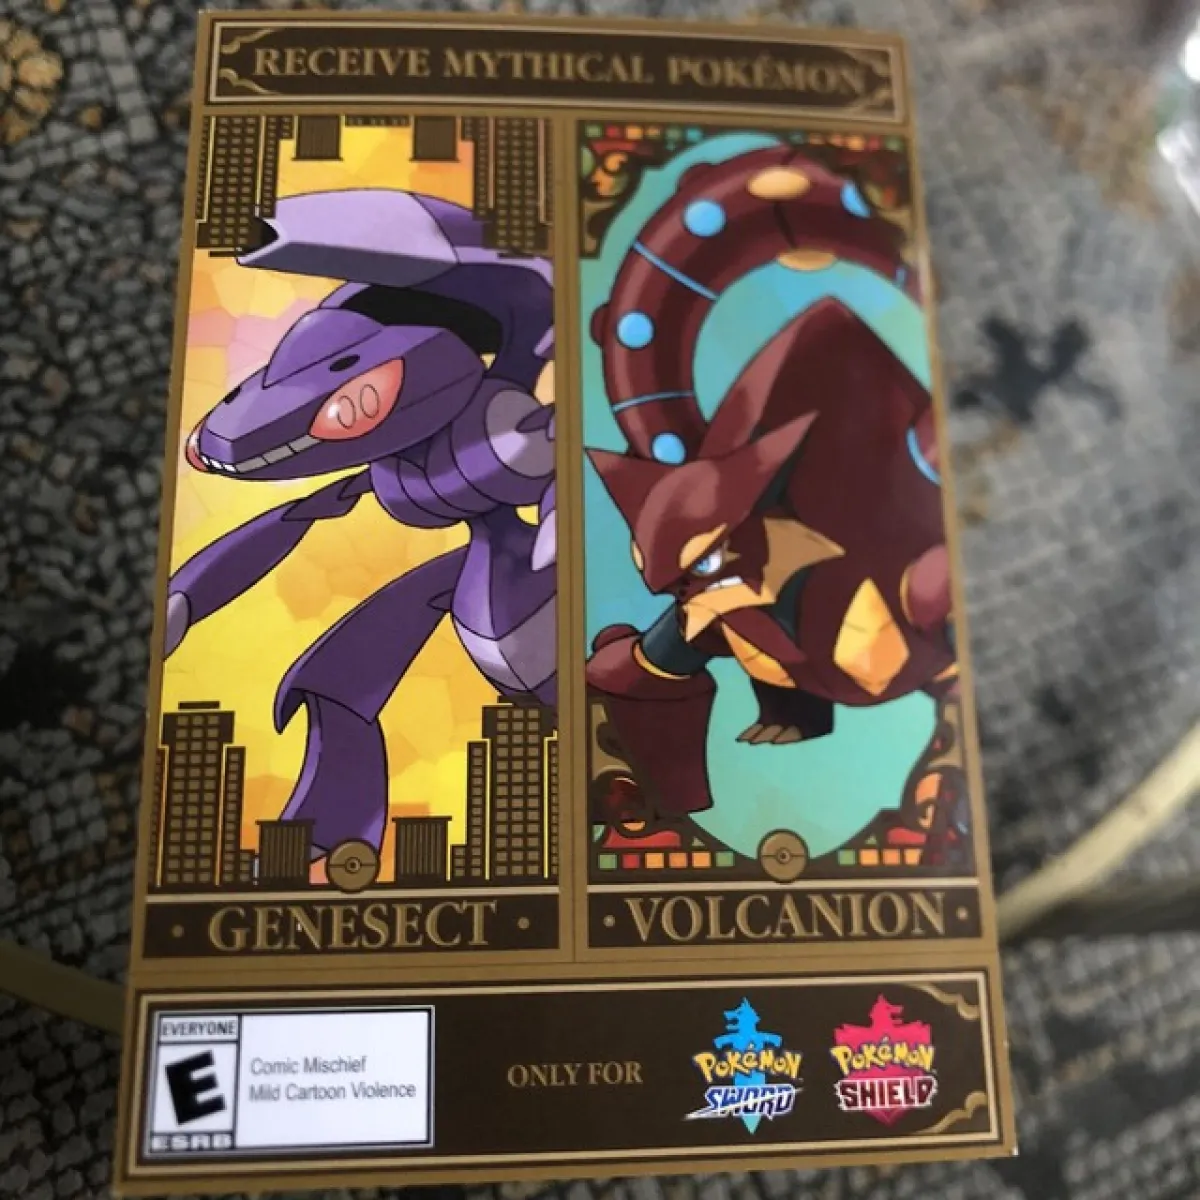 RECEIVE MYTHICAL POKÉMON
· GENESECT ·
· VOLCANION ·
EVERYONE
E
ESRB
Comic Mischief
Mild Cartoon Violence
ONLY FOR
POKéMON
SWORD
POKéMON
SHIELD